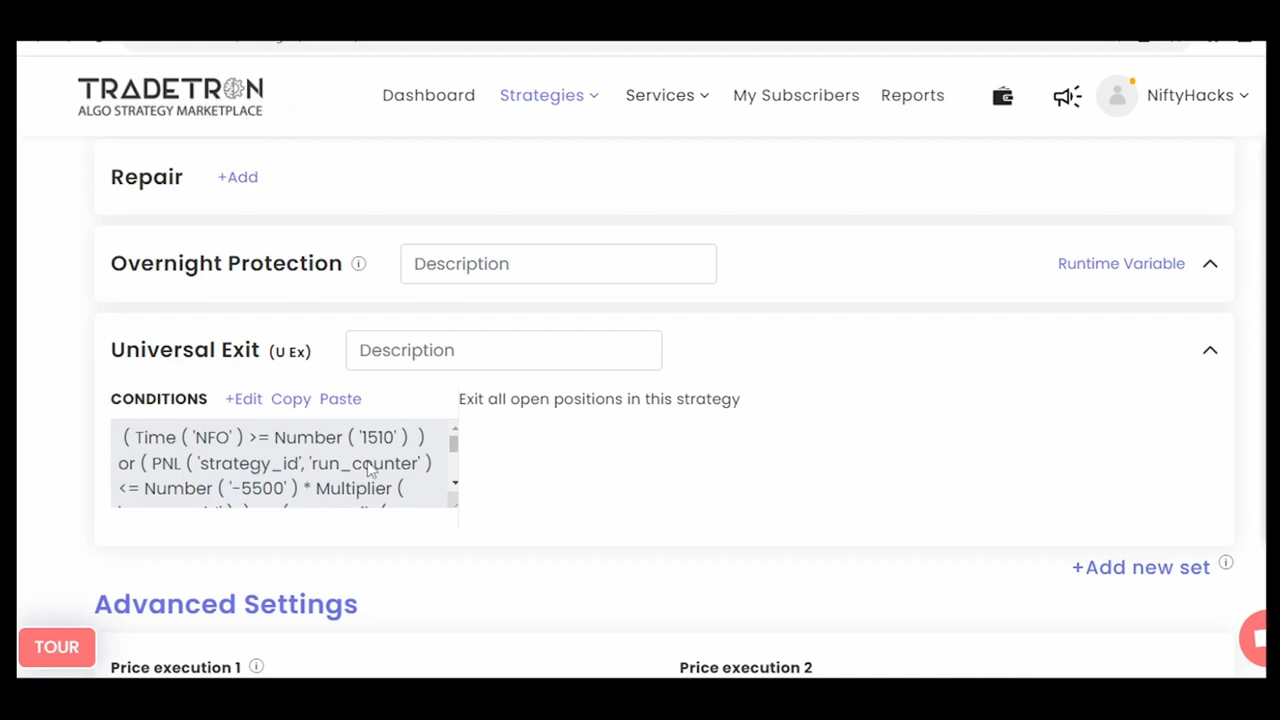 TRADETRON
ALGO STRATEGY MARKETPLACE
Dashboard
Strategies
Services
My Subscribers
Reports
NiftyHacks
Repair
+Add
Overnight Protection
Description
Runtime Variable
Universal Exit (U Ex)
Description
CONDITIONS +Edit Copy Paste
Exit all open positions in this strategy
( Time ( 'NFO' ) >= Number ( '1510' ) )
or ( PNL ( 'strategy_id', 'run_counter' )
<= Number ( '-5500' ) * Multiplier (
+Add new set
Advanced Settings
TOUR
Price execution 1
Price execution 2